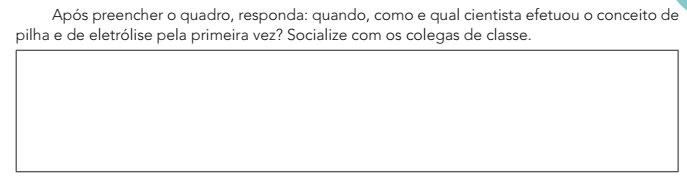 Após preencher o quadro, responda: quando, como e qual cientista efetuou o conceito de
pilha e de eletrólise pela primeira vez? Socialize com os colegas de classe.